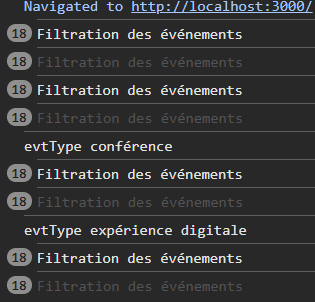 Navigated to http://localhost:3000/
18 Filtration des événements
18 Filtration des événements
18 Filtration des événements
18 Filtration des événements
evtType conférence
18 Filtration des événements
18 Filtration des événements
evtType expérience digitale
18 Filtration des événements
18 Filtration des événements